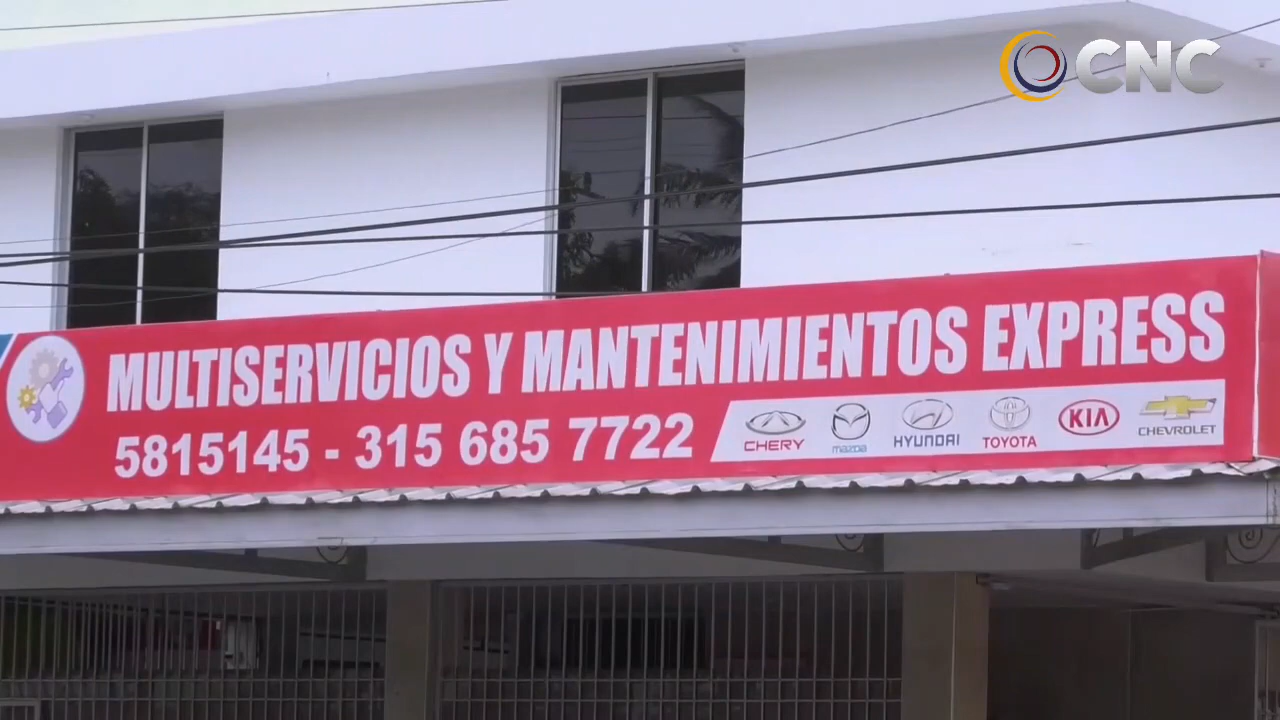 CNC
MULTISERVICIOS Y MANTENIMIENTOS EXPRESS
5815145 - 315 685 7722
CHERY
mazda
HYUNDAI
TOYOTA
KIA
CHEVROLET